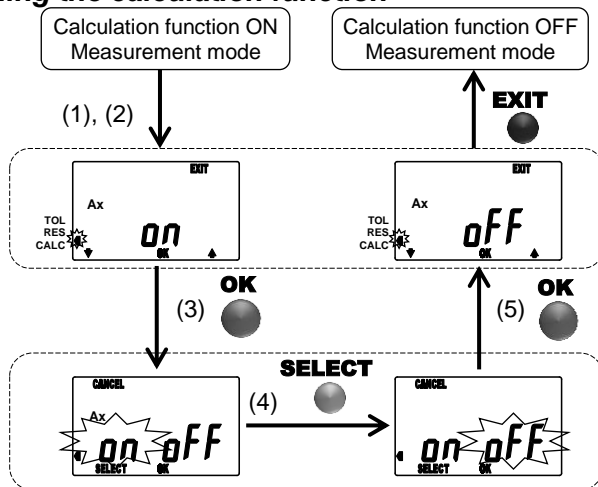 ing the calculation function
Calculation function ON
Measurement mode
Calculation function OFF
Measurement mode
(1), (2)
EXIT
EXIT
Ax
TOL
RES
CALC
on
OK
EXIT
Ax
TOL
RES
CALC
oFF
OK
(3)
OK
(5)
OK
CANCEL
Ax
on oFF
SELECT OK
(4)
SELECT
CANCEL
on oFF
SELECT OK